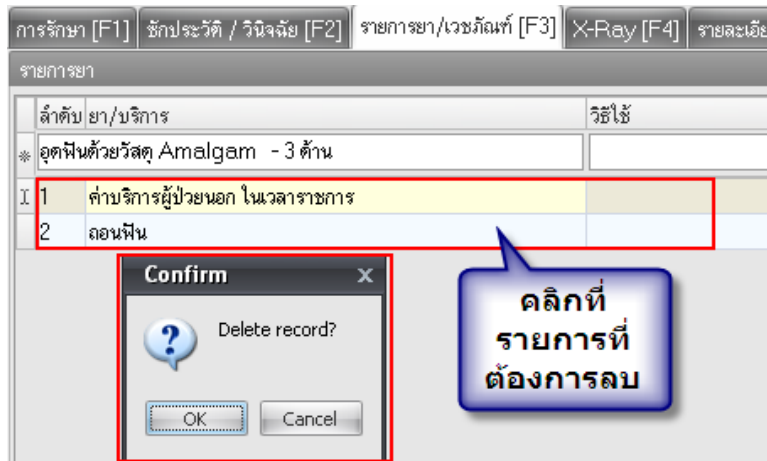 การรักษา [F1] ซักประวัติ / วินิจฉัย [F2] รายการยา/เวชภัณฑ์ [F3] X-Ray [F4] รายละเอีย
รายการยา
ลำดับ ยา/บริการ วิธีใช้
อุดฟันด้วยวัสดุ Amalgam - 3 ด้าน
1 ค่าบริการผู้ป่วยนอก ในเวลาราชการ
2 ถอนฟัน
Confirm x
Delete record?
OK Cancel
คลิกที่
รายการที่
ต้องการลบ